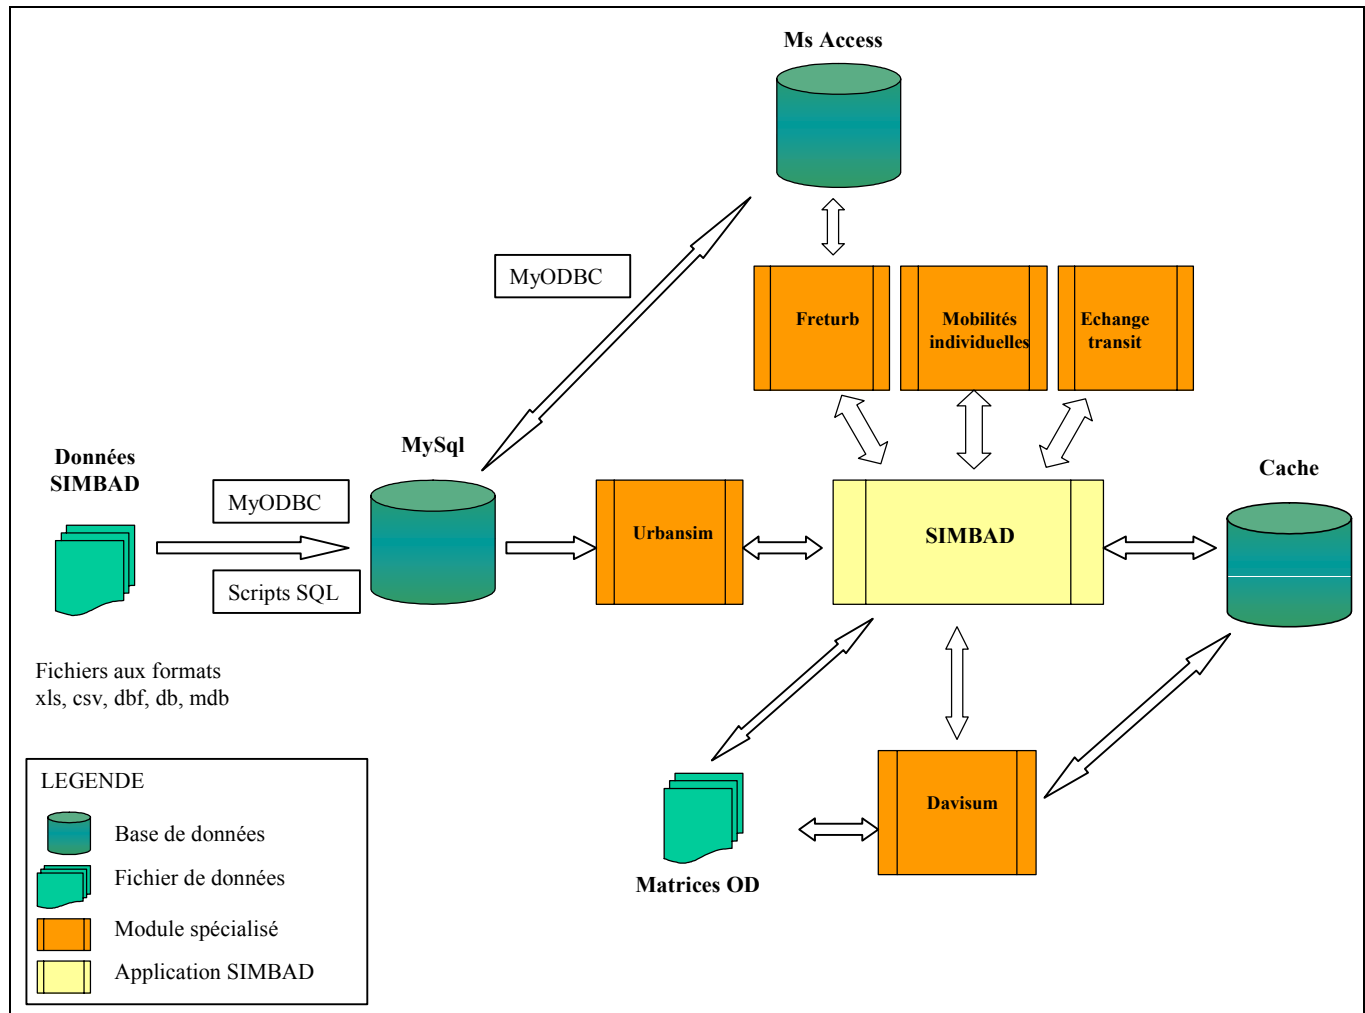 Ms Access
MyODBC
Freturb
Mobilités
individuelles
Echange
transit
Données
SIMBAD
MyODBC
Scripts SQL
MySql
Urbansim
SIMBAD
Cache
Fichiers aux formats
xls, csv, dbf, db, mdb
LEGENDE
Base de données
Fichier de données
Module spécialisé
Application SIMBAD
Matrices OD
Davisum